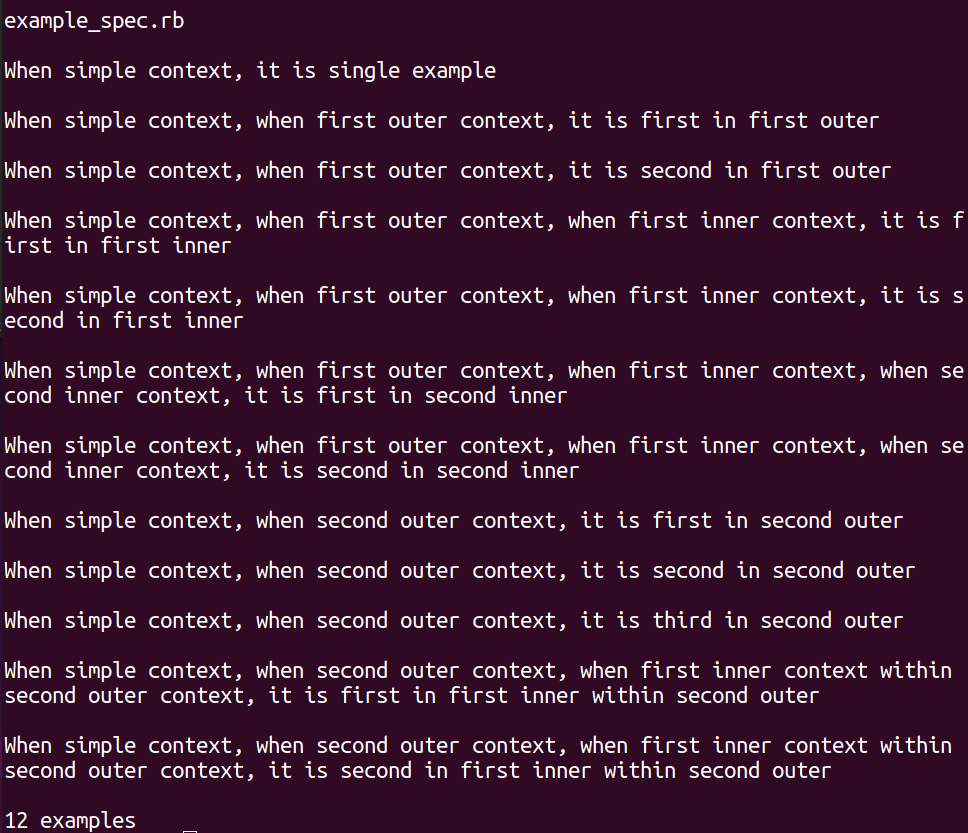 example_spec.rb
When simple context, it is single example
When simple context, when first outer context, it is first in first outer
When simple context, when first outer context, it is second in first outer
When simple context, when first outer context, when first inner context, it is f
irst in first inner
When simple context, when first outer context, when first inner context, it is s
econd in first inner
When simple context, when first outer context, when first inner context, when se
cond inner context, it is first in second inner
When simple context, when first outer context, when first inner context, when se
cond inner context, it is second in second inner
When simple context, when second outer context, it is first in second outer
When simple context, when second outer context, it is second in second outer
When simple context, when second outer context, it is third in second outer
When simple context, when second outer context, when first inner context within
second outer context, it is first in first inner within second outer
When simple context, when second outer context, when first inner context within
second outer context, it is second in first inner within second outer
12 examples